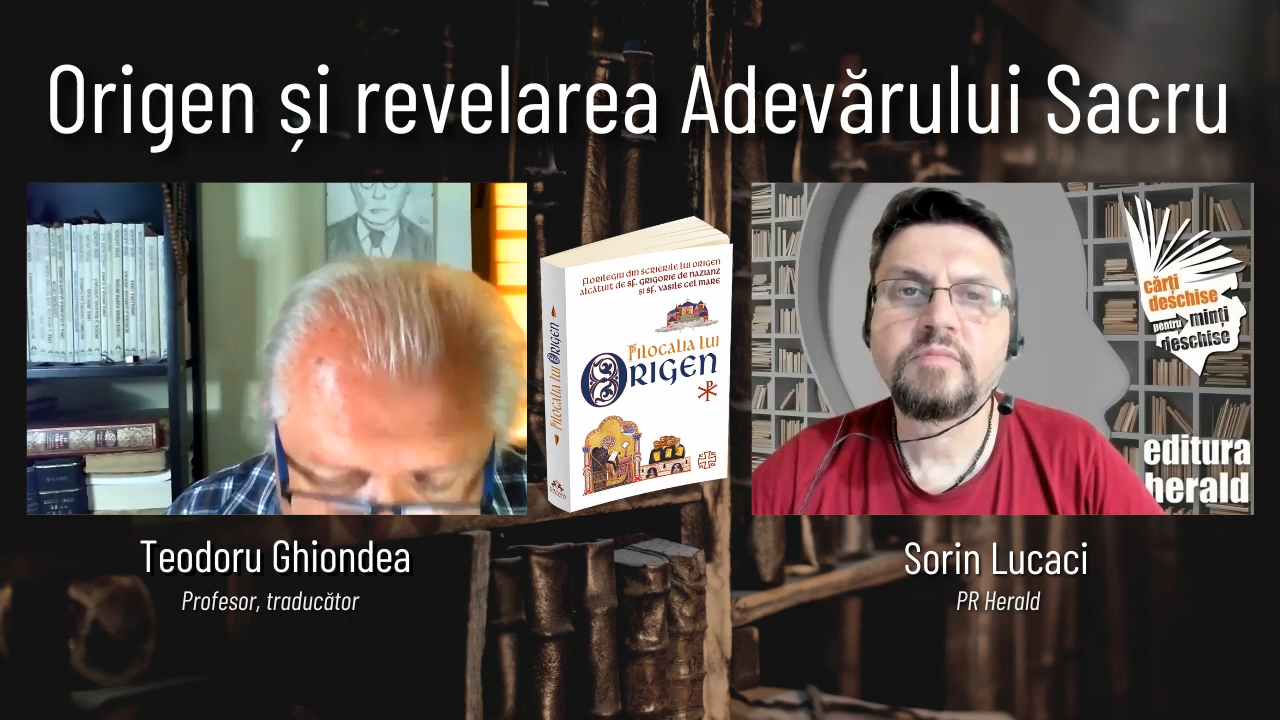 Origen și revelarea Adevărului Sacru
Florilegiu din scrierile lui Origen
alcătuit de Sf. Grigorie de Nazianz
și Sf. Vasile cel Mare
Filocalia lui
Origen
Filocalia lui Origen
cărți
deschise
pentru minți
deschise
editura
herald
Teodoru Ghiondea
Profesor, traducător
Sorin Lucaci
PR Herald